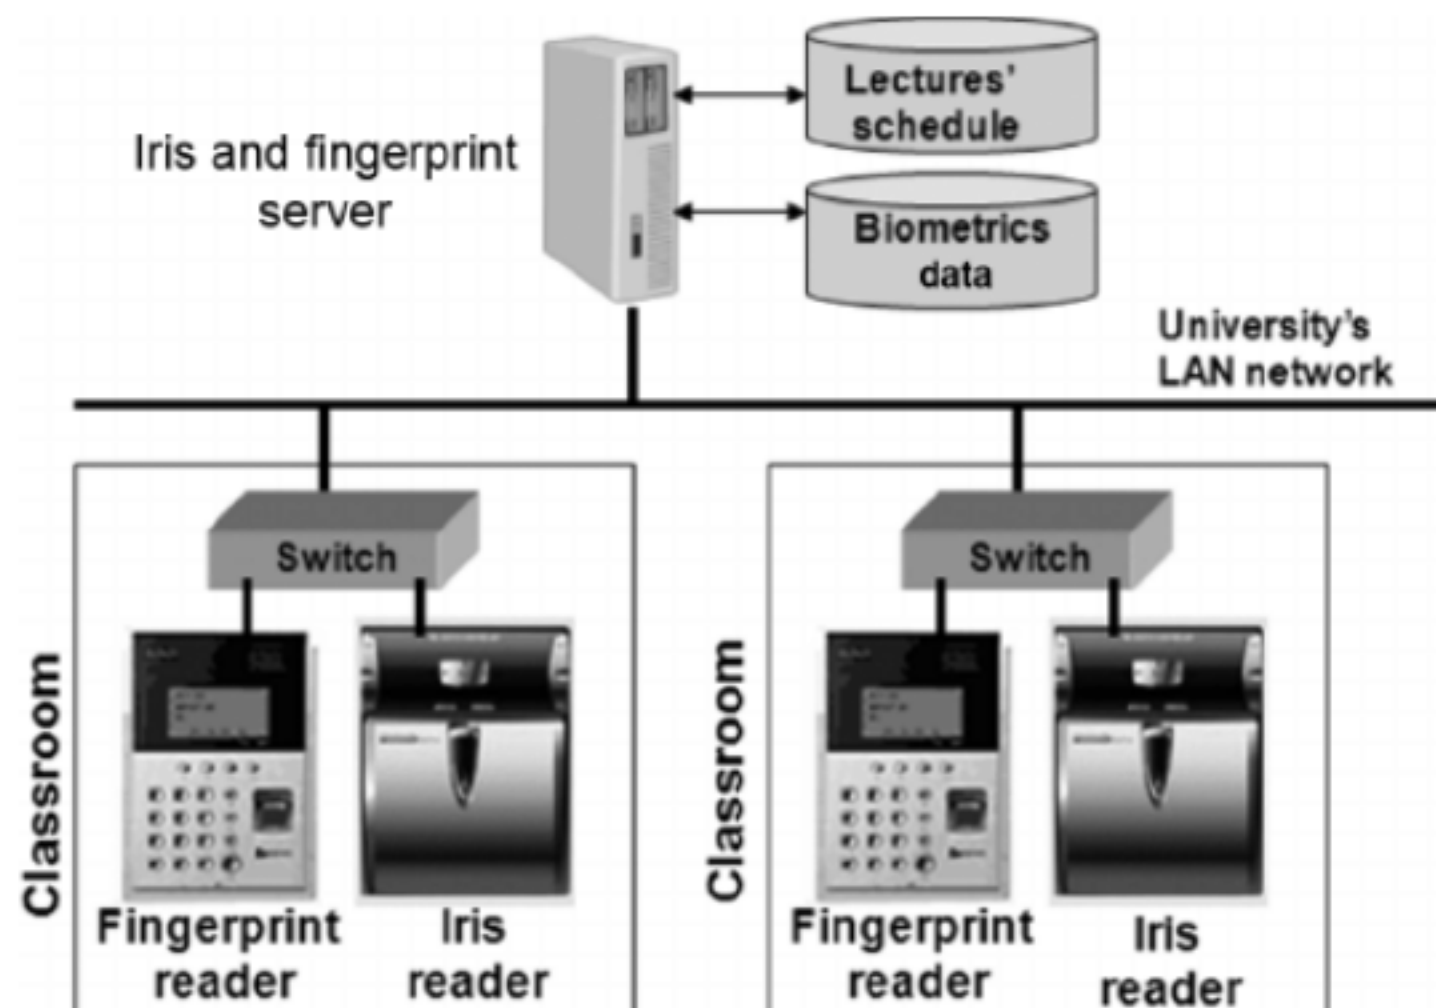 Lectures'
schedule
Iris and fingerprint
server
Biometrics
data
University's
LAN network
Switch
Switch
Classroom
Classroom
Fingerprint
reader
Iris
reader
Fingerprint
reader
Iris
reader